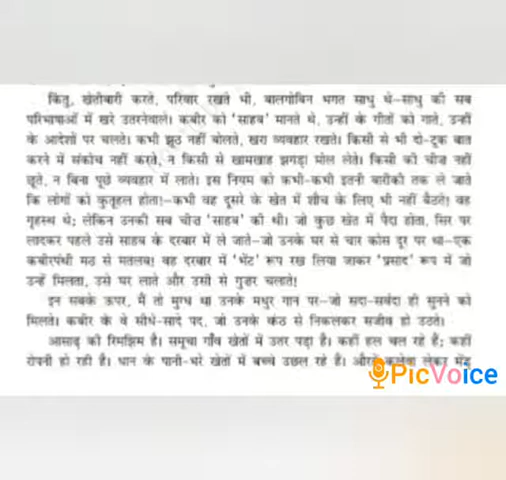 किंतु, खेतीबारी करते, परिवार रखते भी, बालगोबिन भगत साधु थे-साधु की सब
परिभाषाओं में खरे उतरनेवाले। कबीर को 'साहब' मानते थे, उन्हीं के गीतों को गाते, उन्हीं
के आदेशों पर चलते। कभी झूठ नहीं बोलते, खरा व्यवहार रखते। किसी से भी दो-टूक बात
करने में संकोच नहीं करते, न किसी से खामखाह झगड़ा मोल लेते। किसी की चीज नहीं
छूते, न बिना पूछे व्यवहार में लाते। इस नियम को कभी-कभी इतनी बारीकी तक ले जाते
कि लोगों को कुतूहल होता!-कभी वह दूसरे के खेत में शौच के लिए भी नहीं बैठते! वह
गृहस्थ थे; लेकिन उनकी सब चीज 'साहब' की थी। जो कुछ खेत में पैदा होता, सिर पर
लादकर पहले उसे साहब के दरबार में ले जाते-जो उनके घर से चार कोस दूर पर था-एक
कबीरपंथी मठ से मतलब! वह दरबार में 'भेंट' रूप रख लिया जाकर 'प्रसाद' रूप में जो
उन्हें मिलता, उसे घर लाते और उसी से गुजर चलाते!
इन सबके ऊपर, मैं तो मुग्ध था उनके मधुर गान पर-जो सदा-सर्वदा ही सुनने को
मिलते। कबीर के वे सीधे-सादे पद, जो उनके कंठ से निकलकर सजीव हो उठते।
आसाढ़ की रिमझिम है। समूचा गाँव खेतों में उतर पड़ा है। कहीं हल चल रहे हैं; कहीं
रोपनी हो रही है। धान के पानी-भरे खेतों में बच्चे उछल रहे हैं। औरतें कलेवा लेकर मेंड़
PicVoice